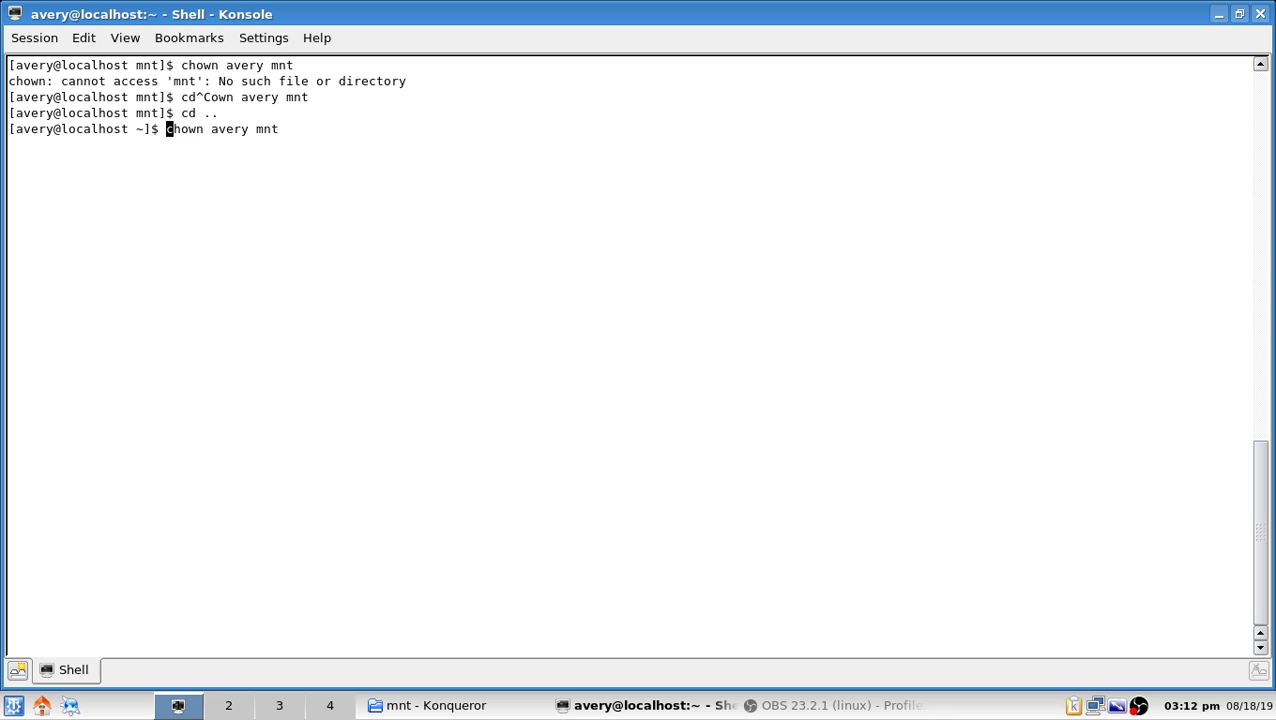 avery@localhost:~ - Shell - Konsole
Session Edit View Bookmarks Settings Help
[avery@localhost mnt]$ chown avery mnt
chown: cannot access 'mnt': No such file or directory
[avery@localhost mnt]$ cd^Cown avery mnt
[avery@localhost mnt]$ cd ..
[avery@localhost ~]$ chown avery mnt
Shell
2 3 4 mnt - Konqueror avery@localhost:~ - She OBS 23.2.1 (linux) - Profile 03:12 pm 08/18/19